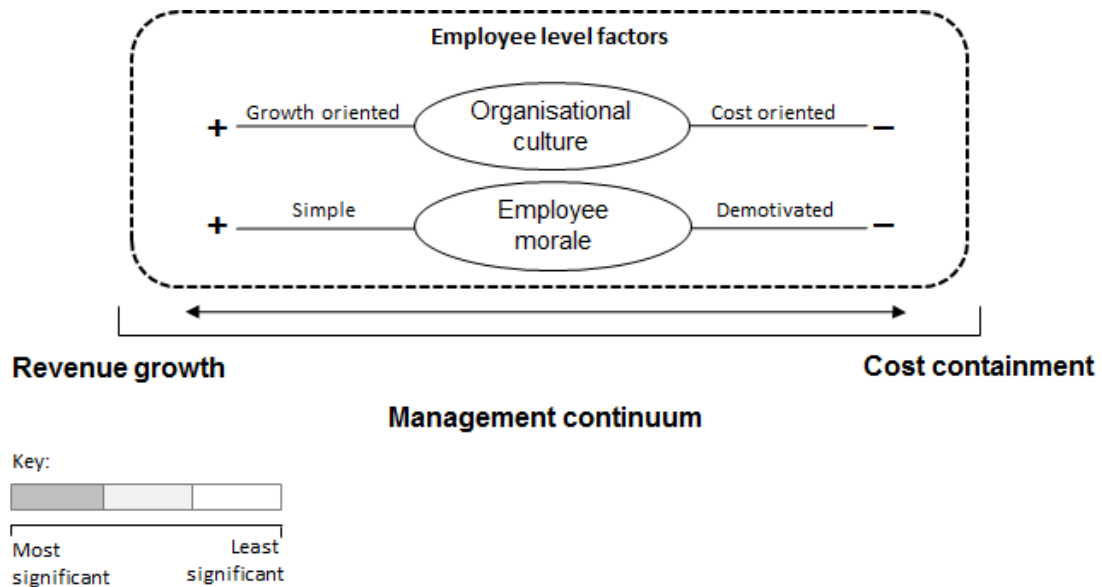 Employee level factors
+ Growth oriented Organisational culture Cost oriented –
+ Simple Employee morale Demotivated –
Revenue growth Cost containment
Management continuum
Key:
Most significant Least significant